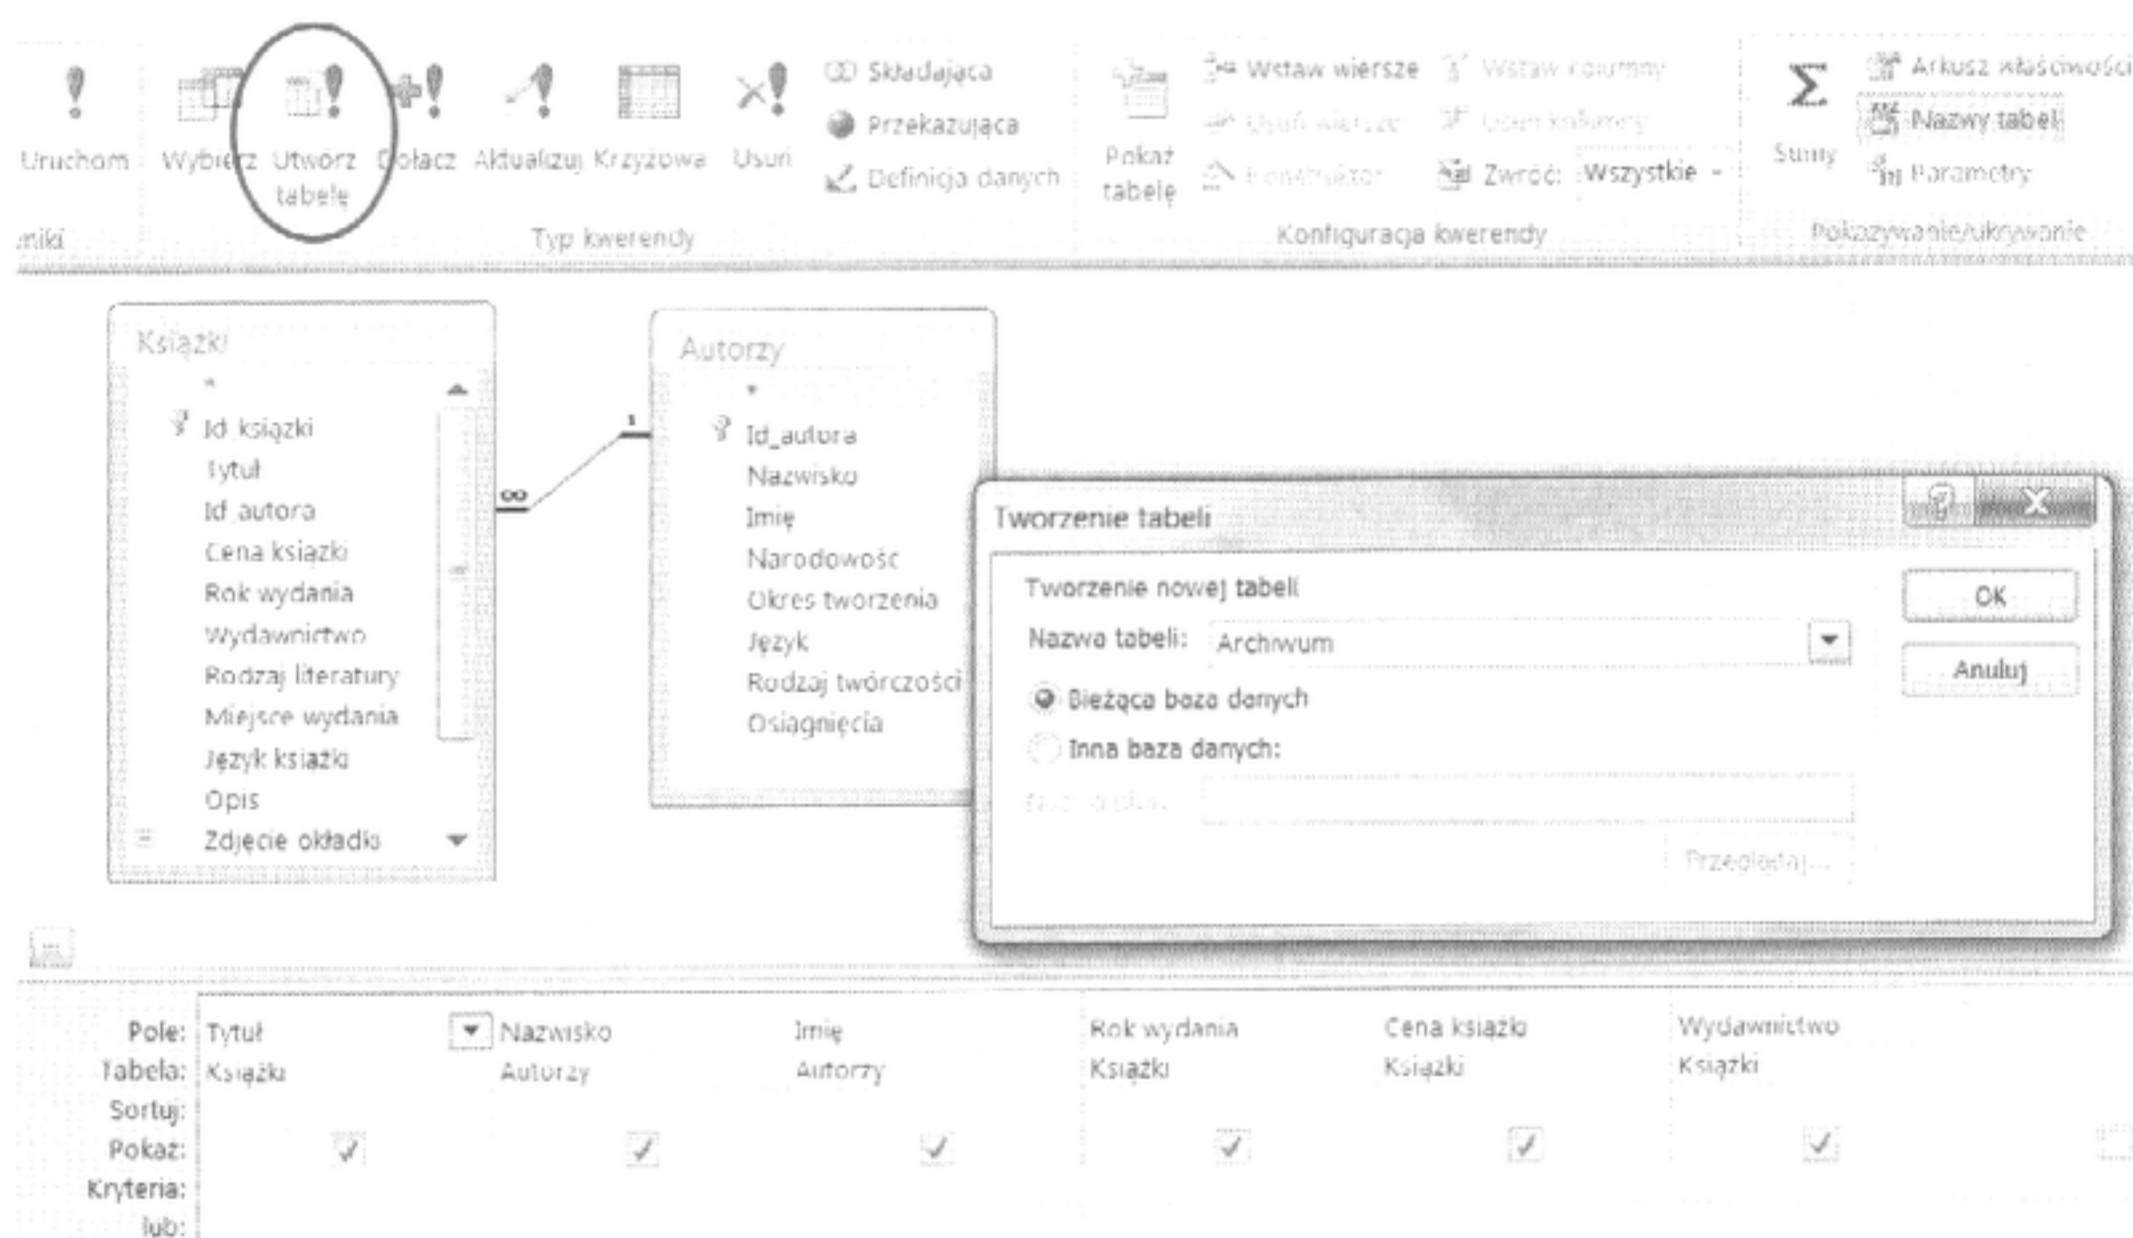 Uruchom
Wybierz
Utwórz
tabelę
Dołącz
Aktualizuj
Krzyżowa
Usuń
Składająca
Przekazująca
Definicja danych
Typ kwerendy
Pokaż
tabelę
Wstaw wiersze
Usuń wiersze
Konstruktor
Wstaw kolumny
Usuń kolumny
Zwróć: Wszystkie
Konfiguracja kwerendy
Σ
Sumy
Arkusz właściwości
Nazwy tabel
Parametry
Pokazywanie/ukrywanie
Książki
*
Id_książki
Tytuł
Id_autora
Cena książki
Rok wydania
Wydawnictwo
Rodzaj literatury
Miejsce wydania
Język książki
Opis
Zdjęcie okładki
∞
1
Autorzy
*
Id_autora
Nazwisko
Imię
Narodowość
Okres tworzenia
Język
Rodzaj twórczości
Osiągnięcia
Tworzenie tabeli
Tworzenie nowej tabeli
Nazwa tabeli: Archiwum
Bieżąca baza danych
Inna baza danych:
Przeglądaj...
OK
Anuluj
Pole: Tytuł Nazwisko Imię Rok wydania Cena książki Wydawnictwo
Tabela: Książki Autorzy Autorzy Książki Książki Książki
Sortuj:
Pokaż:
Kryteria:
lub: